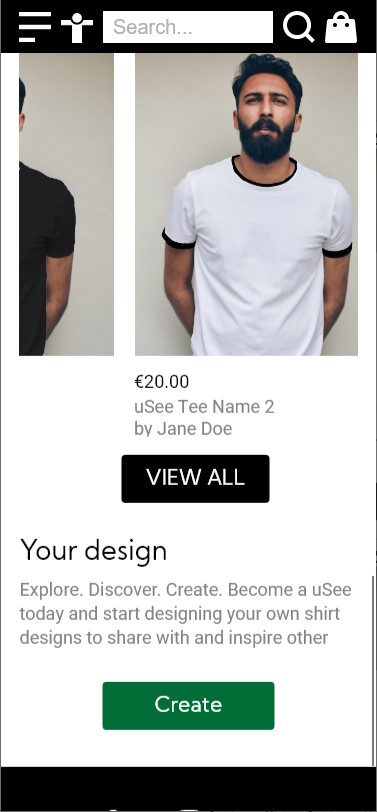 Search...
€20.00
uSee Tee Name 2
by Jane Doe
VIEW ALL
Your design
Explore. Discover. Create. Become a uSee
today and start designing your own shirt
designs to share with and inspire other
Create